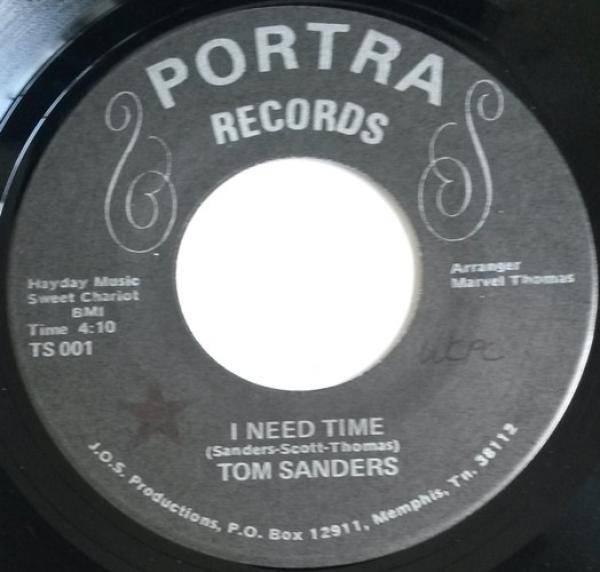 PORTRA
RECORDS
Hayday Music
Sweet Chariot
BMI
Time 4:10
TS 001
Arranger
Marvel Thomas
WCPC
I NEED TIME
(Sanders-Scott-Thomas)
TOM SANDERS
J.O.S. Productions, P.O. Box 12911, Memphis, Tn. 38112